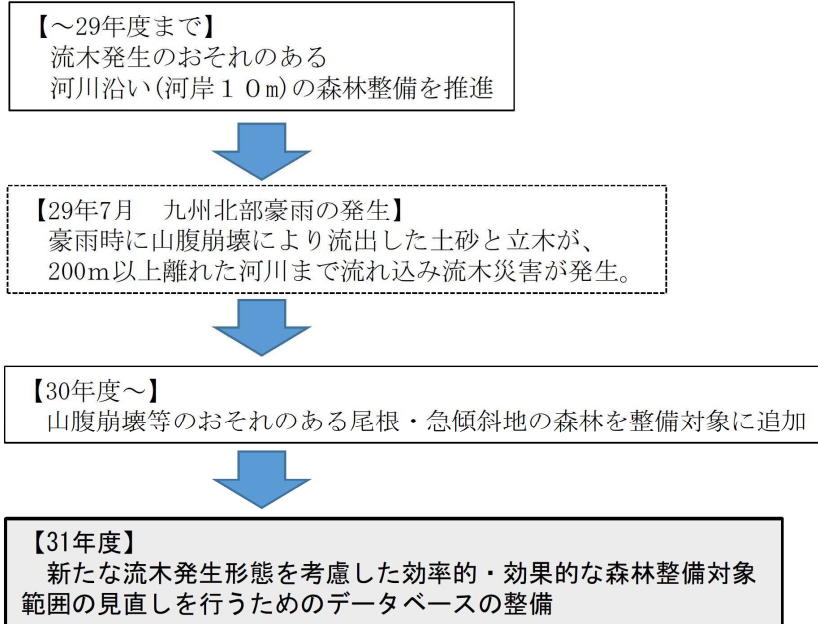 【～29年度まで】
流木発生のおそれのある
河川沿い(河岸１０m)の森林整備を推進
【29年7月　九州北部豪雨の発生】
豪雨時に山腹崩壊により流出した土砂と立木が、
200m以上離れた河川まで流れ込み流木災害が発生。
【30年度～】
山腹崩壊等のおそれのある尾根・急傾斜地の森林を整備対象に追加
【31年度】
新たな流木発生形態を考慮した効率的・効果的な森林整備対象
範囲の見直しを行うためのデータベースの整備